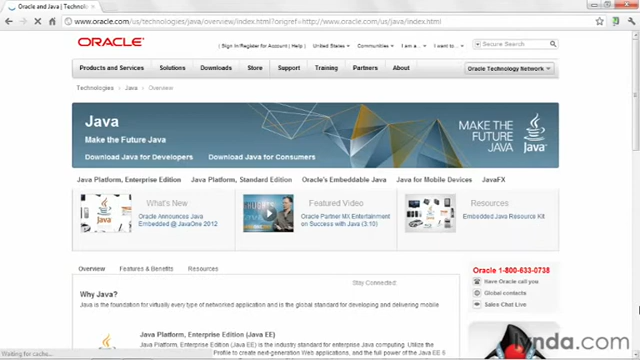 Oracle and Java | Technolo
www.oracle.com/us/technologies/java/overview/index.html?origref=http://www.oracle.com/us/java/index.html
ORACLE
Sign In/Register for Account | Help United States Communities I am a... I want to... Secure Search
Products and Services Solutions Downloads Store Support Training Partners About Oracle Technology Network
Technologies Java Overview
Java
Make the Future Java
Download Java for Developers Download Java for Consumers
MAKE THE
FUTURE
JAVA
Java
Java Platform, Enterprise Edition Java Platform, Standard Edition Oracle's Embeddable Java Java for Mobile Devices JavaFX
What's New
Oracle Announces Java
Embedded @ JavaOne 2012
Featured Video
Oracle Partner MX Entertainment
on Success with Java (3:10)
Resources
Embedded Java Resource Kit
Overview Features & Benefits Resources
Stay Connected:
Why Java?
Java is the foundation for virtually every type of networked application and is the global standard for developing and delivering mobile
Java Platform, Enterprise Edition (Java EE)
Java Platform, Enterprise Edition (Java EE) is the industry standard for enterprise Java computing. Utilize the
Profile to create next-generation Web applications, and the full power of the Java EE 6
Oracle 1-800-633-0738
Have Oracle call you
Global contacts
Sales Chat Live
Waiting for cache...
lynda.com